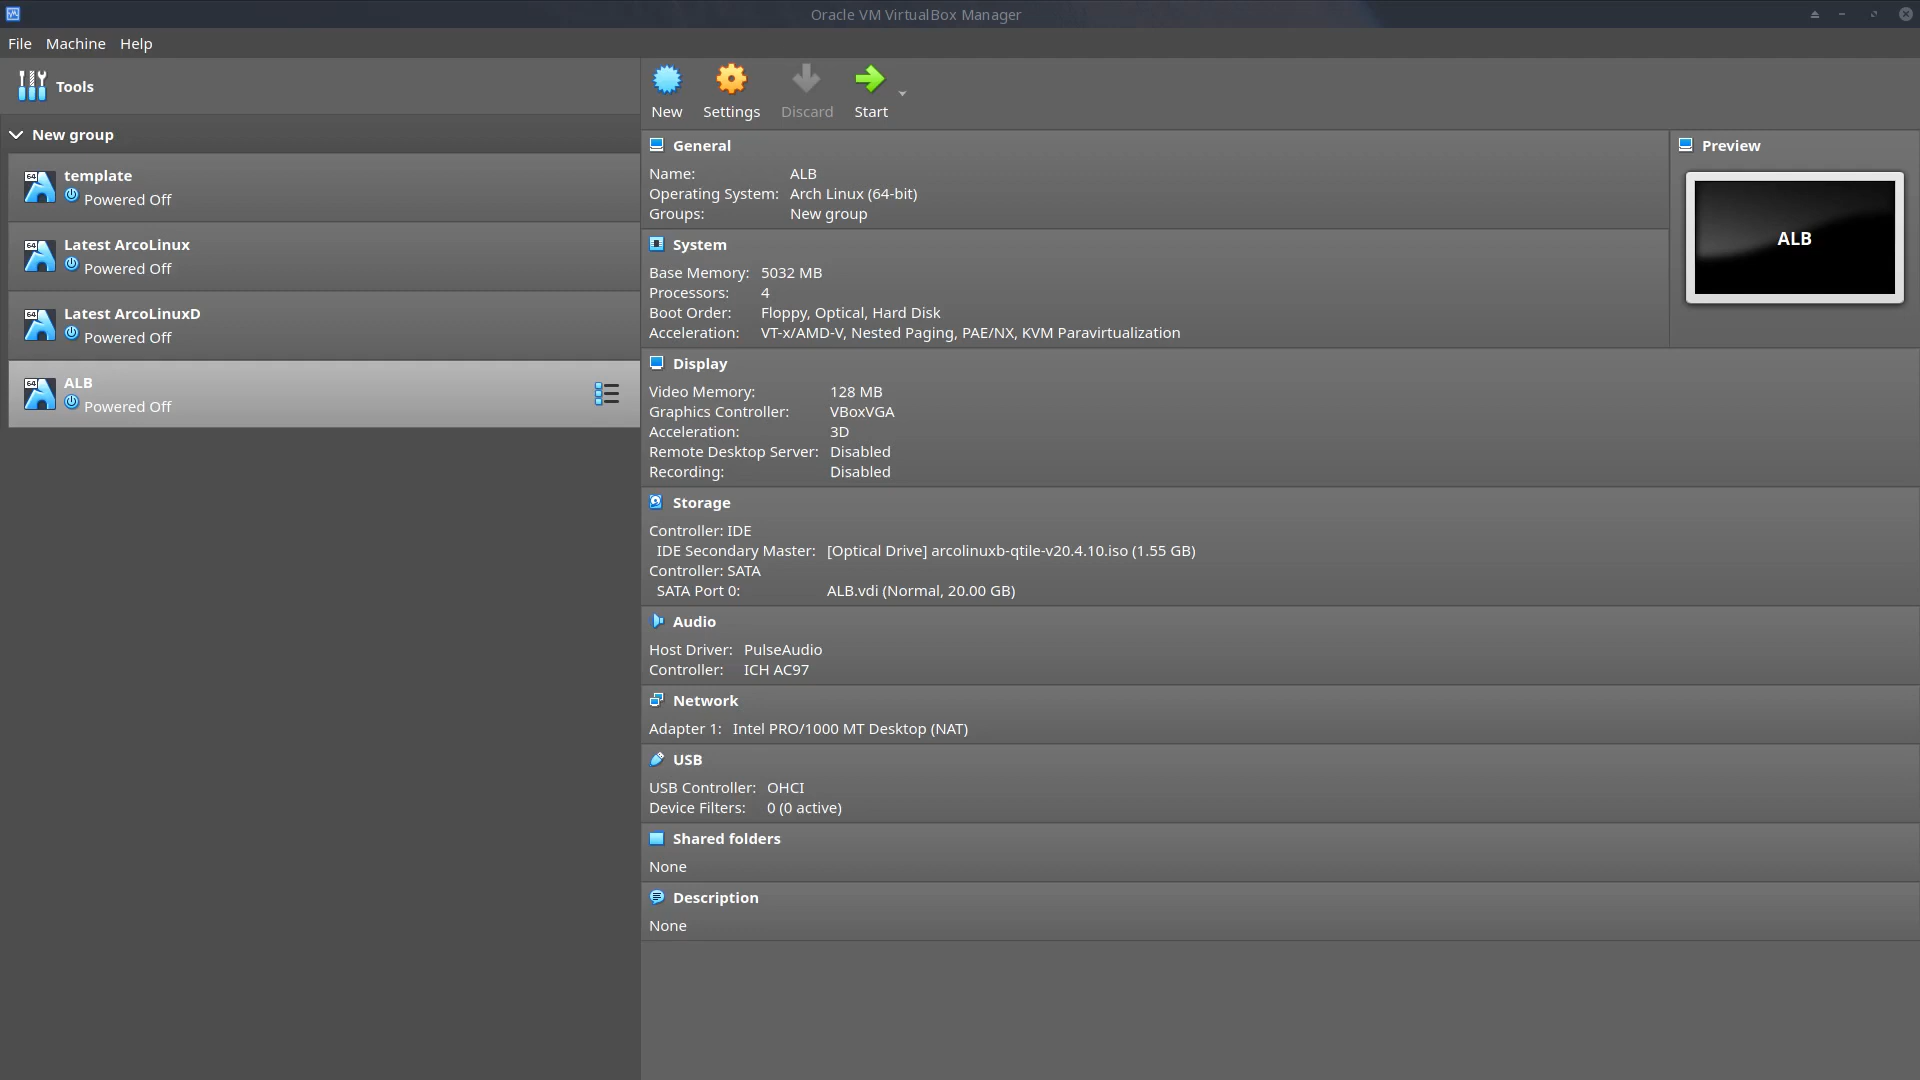 Oracle VM VirtualBox Manager
File Machine Help
Tools
New Settings Discard Start
New group
64
template
Powered Off
64
Latest ArcoLinux
Powered Off
64
Latest ArcoLinuxD
Powered Off
64
ALB
Powered Off
General
Name: ALB
Operating System: Arch Linux (64-bit)
Groups: New group
Preview
ALB
System
Base Memory: 5032 MB
Processors: 4
Boot Order: Floppy, Optical, Hard Disk
Acceleration: VT-x/AMD-V, Nested Paging, PAE/NX, KVM Paravirtualization
Display
Video Memory: 128 MB
Graphics Controller: VBoxVGA
Acceleration: 3D
Remote Desktop Server: Disabled
Recording: Disabled
Storage
Controller: IDE
IDE Secondary Master: [Optical Drive] arcolinuxb-qtile-v20.4.10.iso (1.55 GB)
Controller: SATA
SATA Port 0: ALB.vdi (Normal, 20.00 GB)
Audio
Host Driver: PulseAudio
Controller: ICH AC97
Network
Adapter 1: Intel PRO/1000 MT Desktop (NAT)
USB
USB Controller: OHCI
Device Filters: 0 (0 active)
Shared folders
None
Description
None